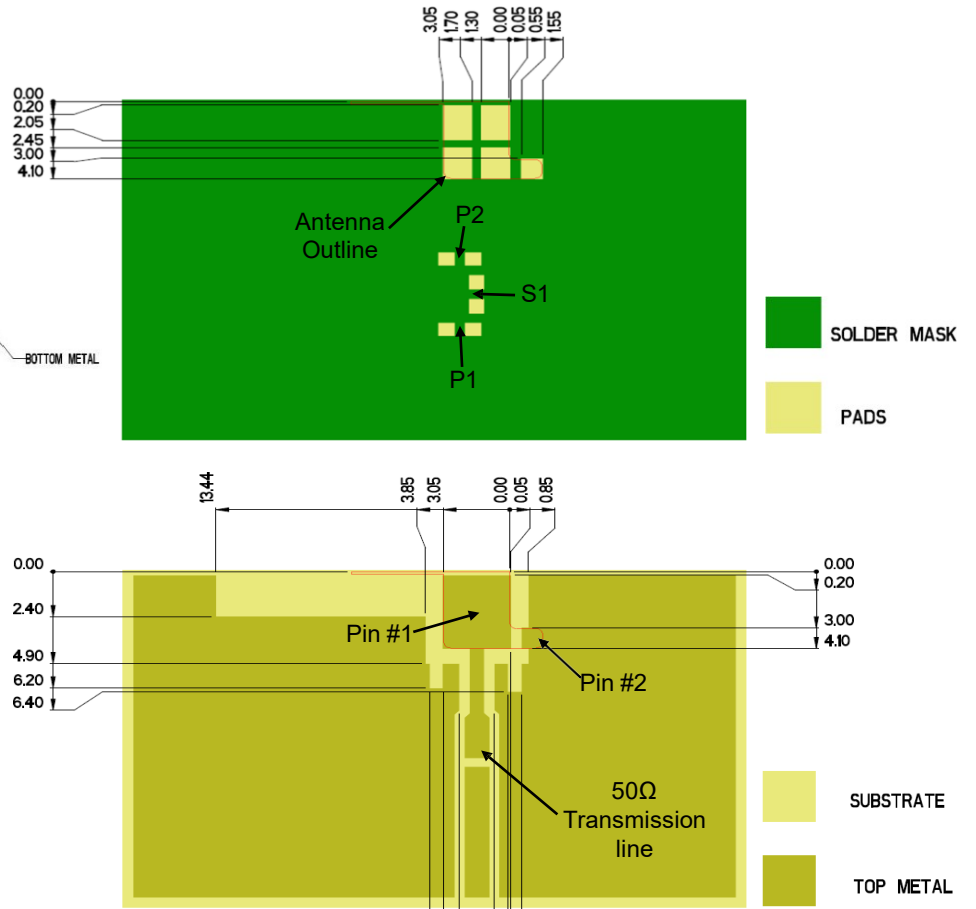 3.05
1.70
1.30
0.00
0.05
0.55
1.55
0.00
0.20
2.05
2.45
3.00
4.10
Antenna
Outline
P2
S1
P1
BOTTOM METAL
SOLDER MASK
PADS
13.44
3.85
3.05
0.00
0.05
0.85
0.00
2.40
4.90
6.20
6.40
0.00
0.20
3.00
4.10
Pin #1
Pin #2
50Ω
Transmission
line
SUBSTRATE
TOP METAL